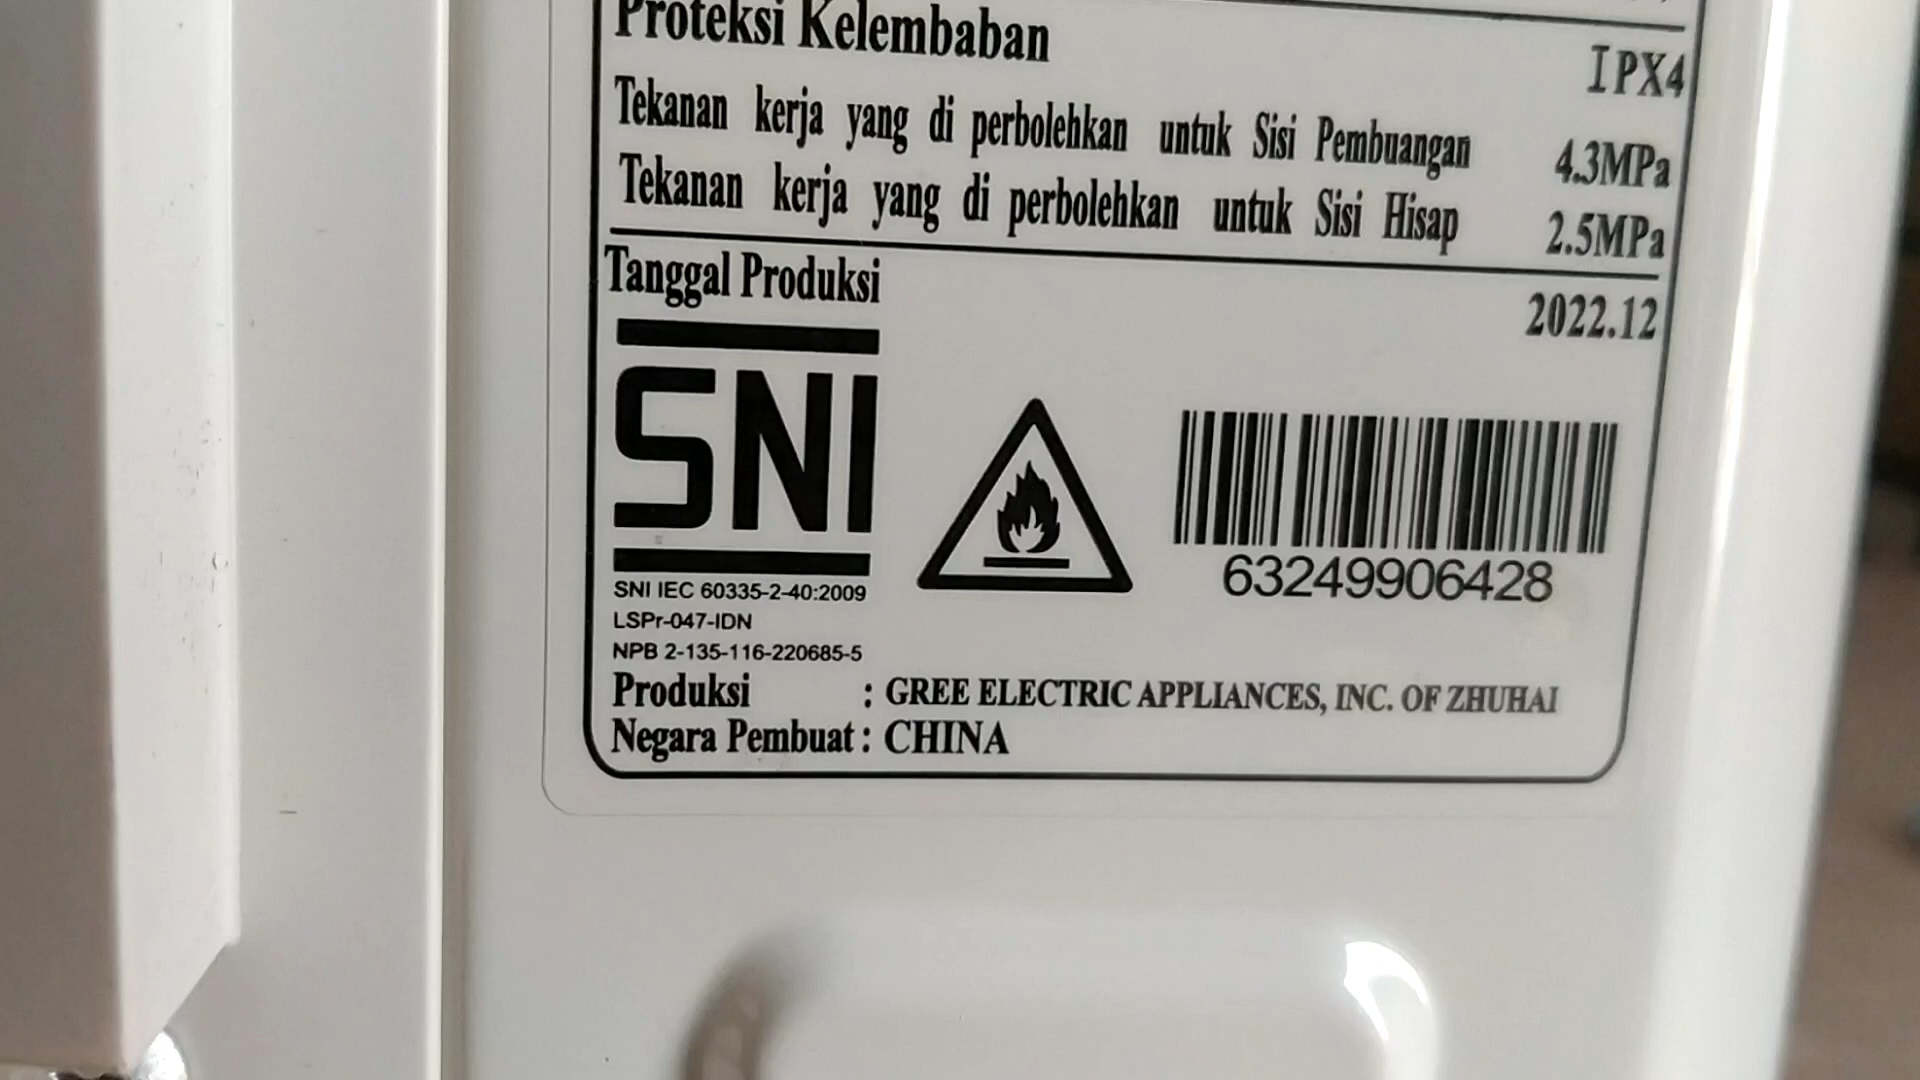 Proteksi Kelembaban IPX4
Tekanan kerja yang di perbolehkan untuk Sisi Pembuangan 4.3MPa
Tekanan kerja yang di perbolehkan untuk Sisi Hisap 2.5MPa
Tanggal Produksi 2022.12
SNI
63249906428
SNI IEC 60335-2-40:2009
LSPr-047-IDN
NPB 2-135-116-220685-5
Produksi : GREE ELECTRIC APPLIANCES, INC. OF ZHUHAI
Negara Pembuat : CHINA